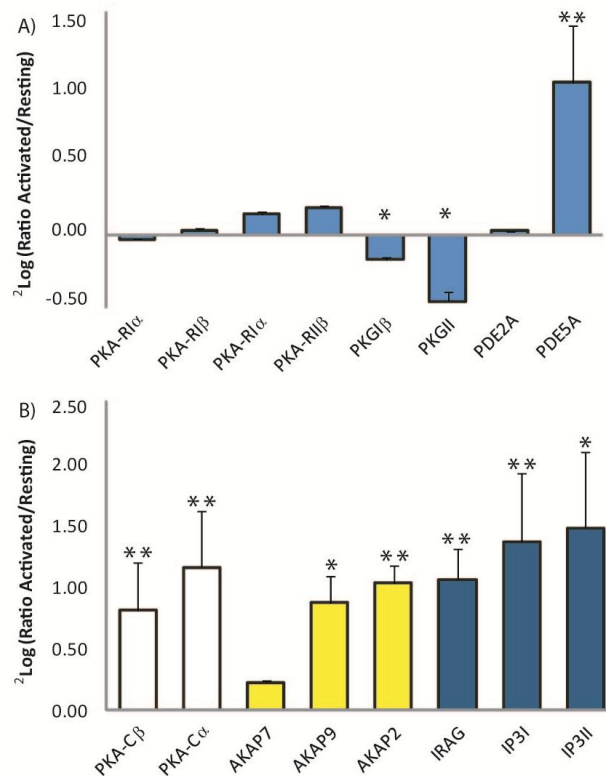 A)
²Log (Ratio Activated/Resting)
1.50
1.00
0.50
0.00
-0.50
* * ** *
PKA-RIα PKA-RIβ PKA-RIα PKA-RIIβ PKGIβ PKGII PDE2A PDE5A
B)
²Log (Ratio Activated/Resting)
2.50
2.00
1.50
1.00
0.50
0.00
** ** * ** ** ** *
PKA-Cβ PKA-Cα AKAP7 AKAP9 AKAP2 IRAG IP3I IP3II